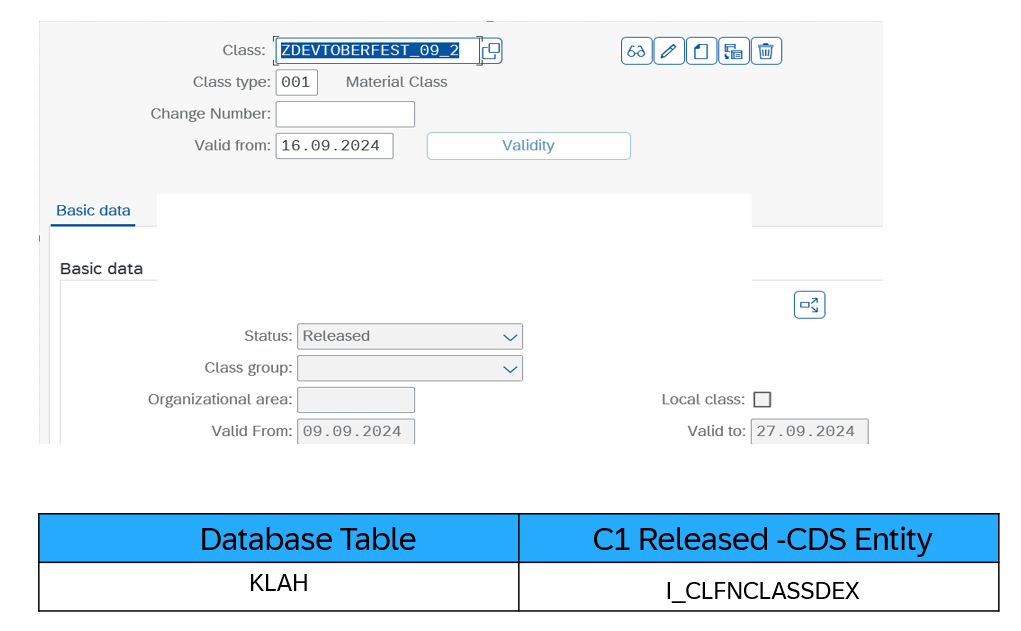 Class: ZDEVTOBERFEST_09_2
Class type: 001 Material Class
Change Number:
Valid from: 16.09.2024 Validity
Basic data
Basic data
Status: Released
Class group:
Organizational area: Local class:
Valid From: 09.09.2024 Valid to: 27.09.2024
Database Table C1 Released -CDS Entity
KLAH I_CLFNCLASSDEX